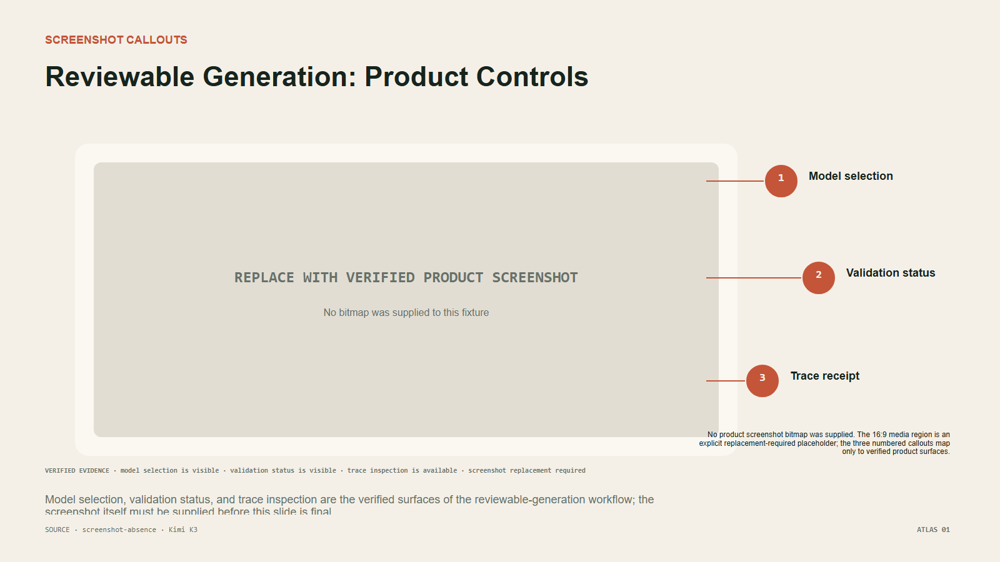 SCREENSHOT CALLOUTS
Reviewable Generation: Product Controls
REPLACE WITH VERIFIED PRODUCT SCREENSHOT
No bitmap was supplied to this fixture
1
Model selection
2
Validation status
3
Trace receipt
No product screenshot bitmap was supplied. The 16:9 media region is an
explicit replacement-required placeholder; the three numbered callouts map
only to verified product surfaces.
VERIFIED EVIDENCE · model selection is visible · validation status is visible · trace inspection is available · screenshot replacement required
Model selection, validation status, and trace inspection are the verified surfaces of the reviewable-generation workflow; the
screenshot itself must be supplied before this slide is final
SOURCE · screenshot-absence · Kimi K3
ATLAS 01